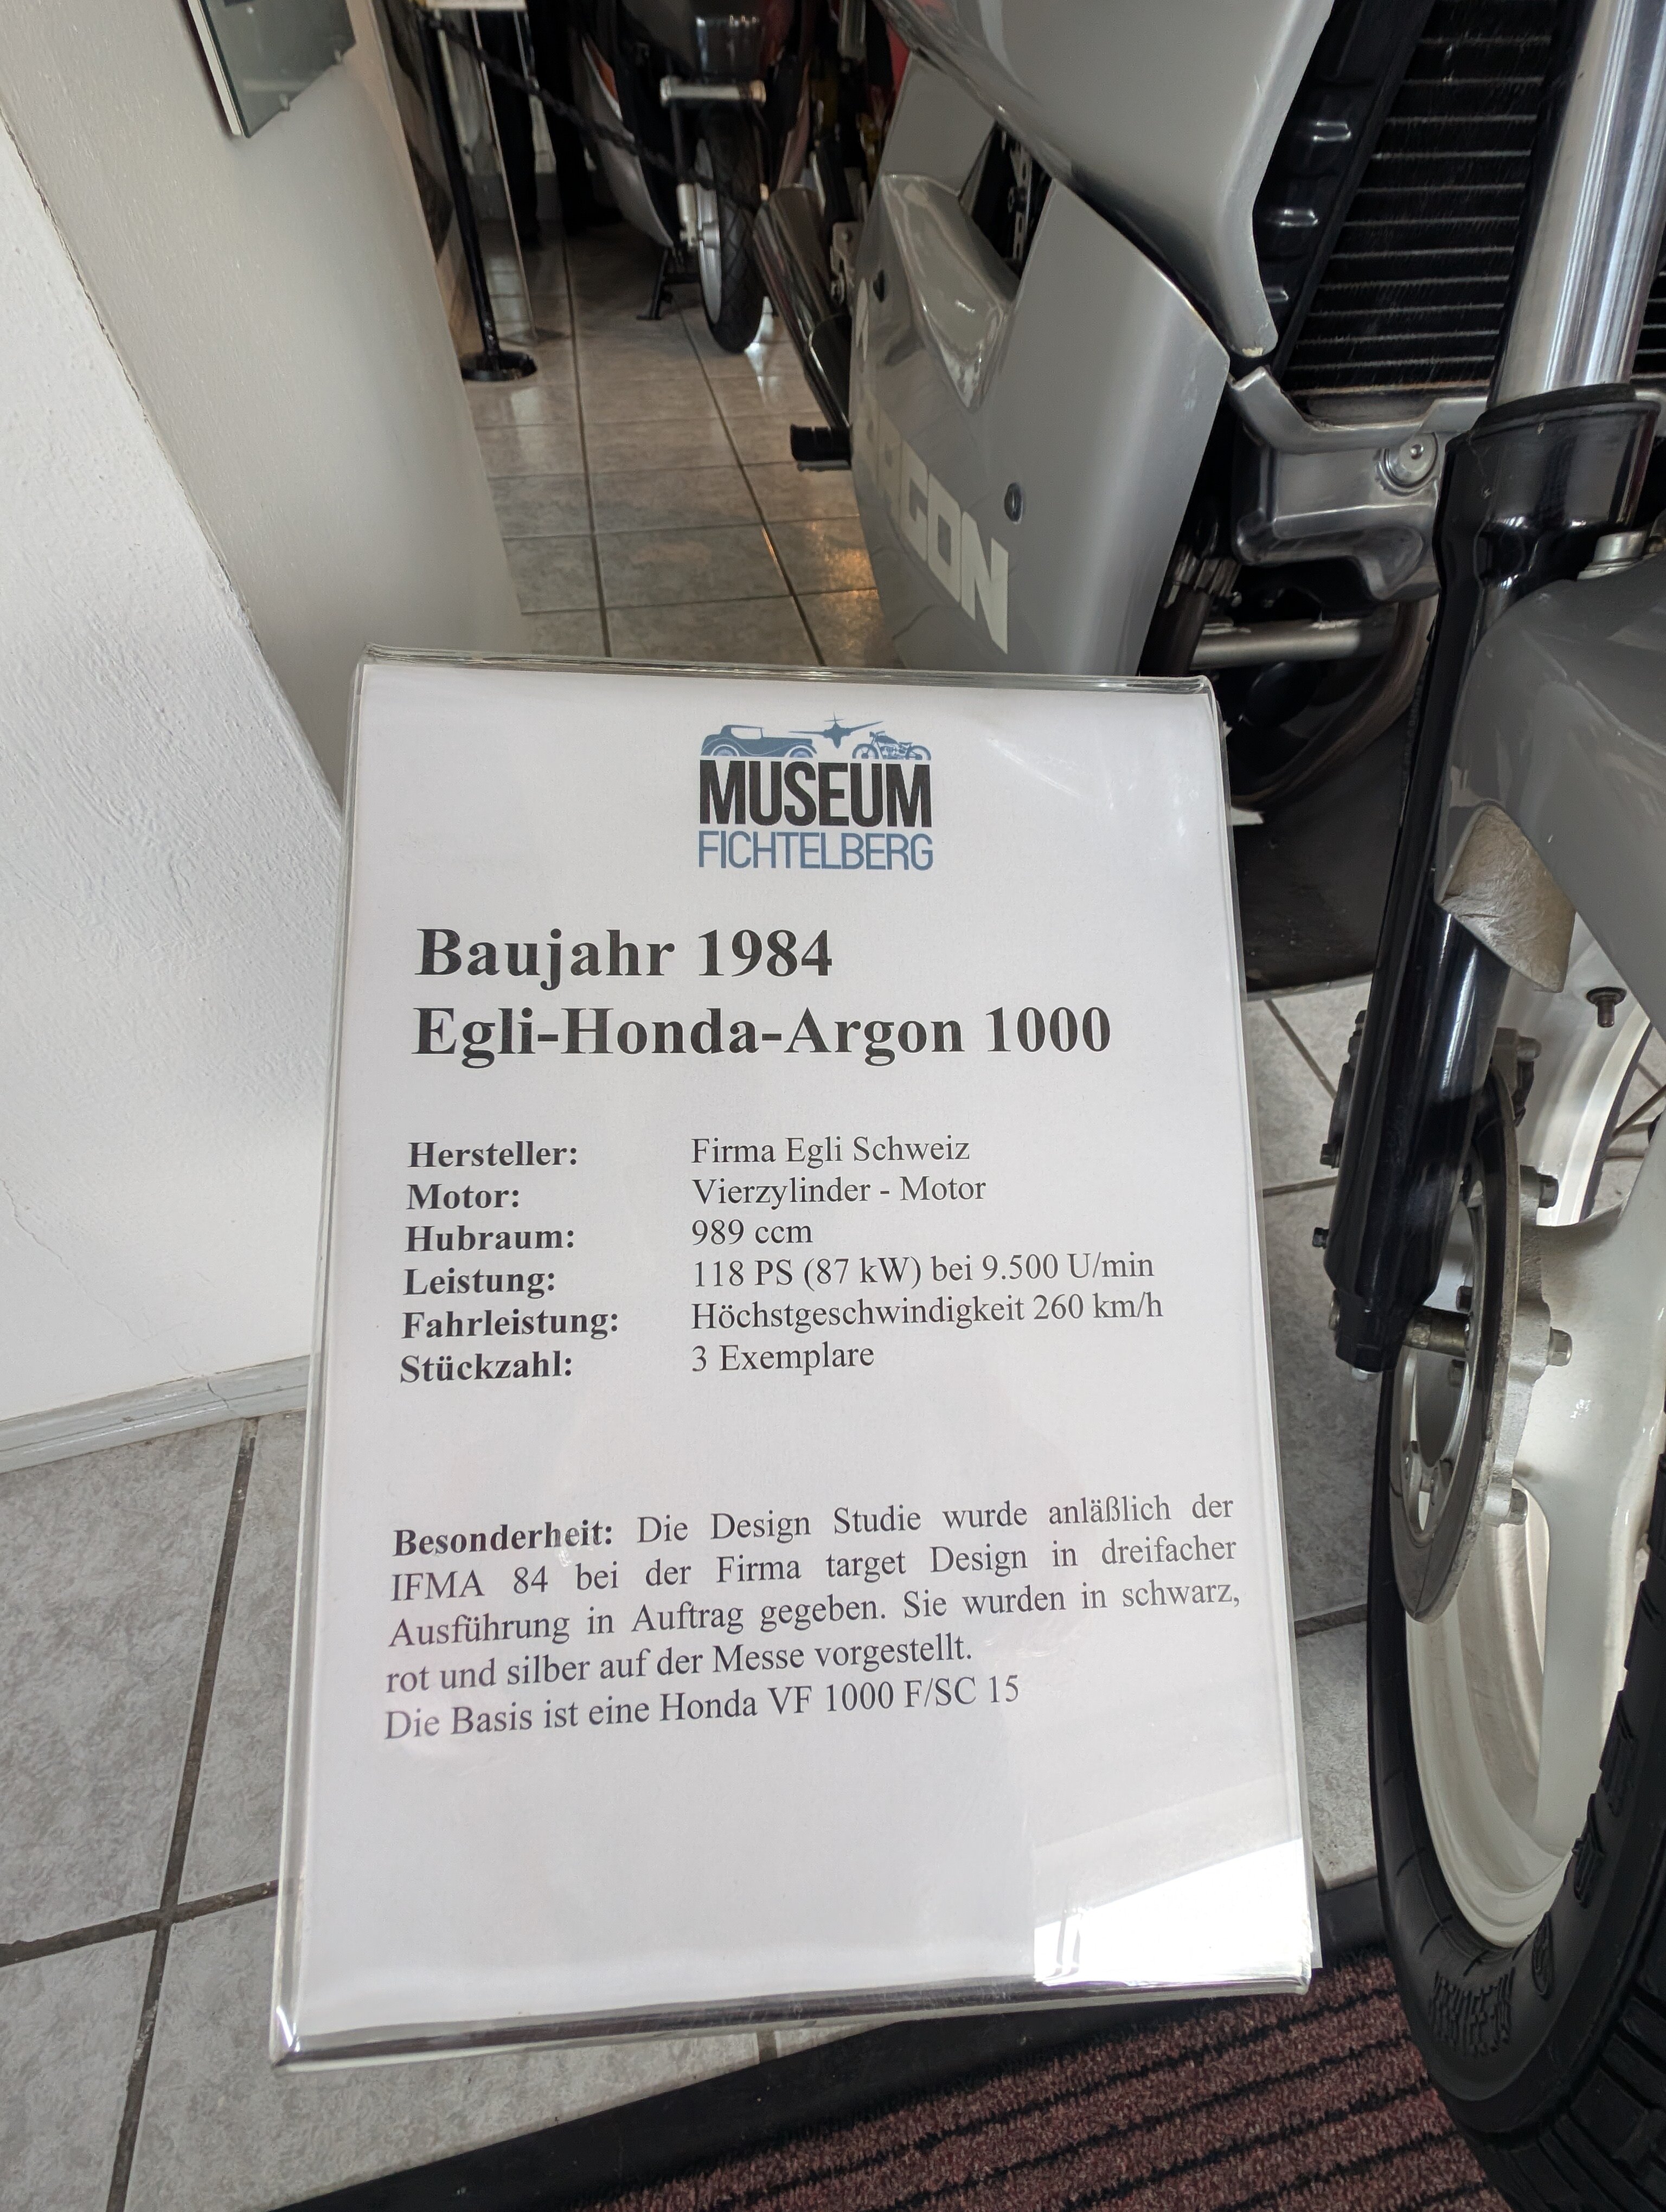 ARGON
MUSEUM
FICHTELBERG
Baujahr 1984
Egli-Honda-Argon 1000
Hersteller: Firma Egli Schweiz
Motor: Vierzylinder - Motor
Hubraum: 989 ccm
Leistung: 118 PS (87 kW) bei 9.500 U/min
Fahrleistung: Höchstgeschwindigkeit 260 km/h
Stückzahl: 3 Exemplare
Besonderheit: Die Design Studie wurde anläßlich der
IFMA 84 bei der Firma target Design in dreifacher
Ausführung in Auftrag gegeben. Sie wurden in schwarz,
rot und silber auf der Messe vorgestellt.
Die Basis ist eine Honda VF 1000 F/SC 15